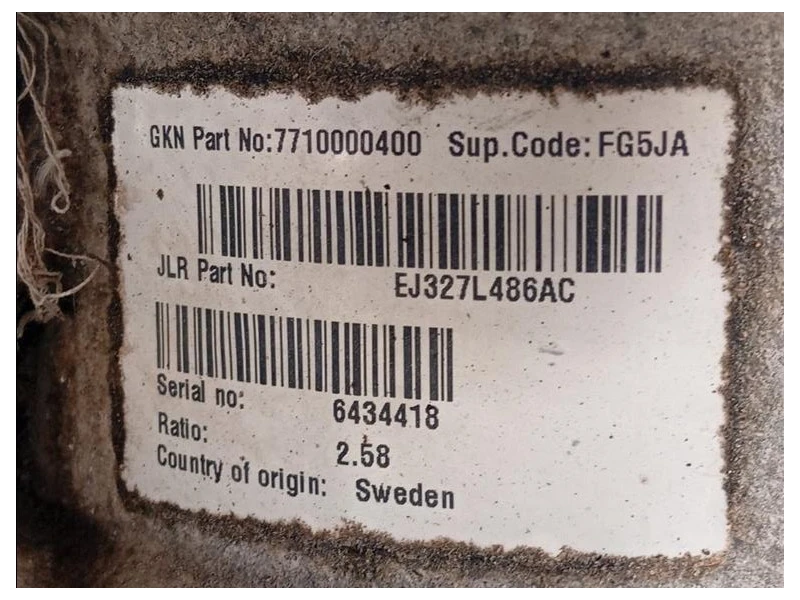 GKN Part No:7710000400 Sup.Code: FG5JA
JLR Part No: EJ327L486AC
Serial no: 6434418
Ratio: 2.58
Country of origin: Sweden